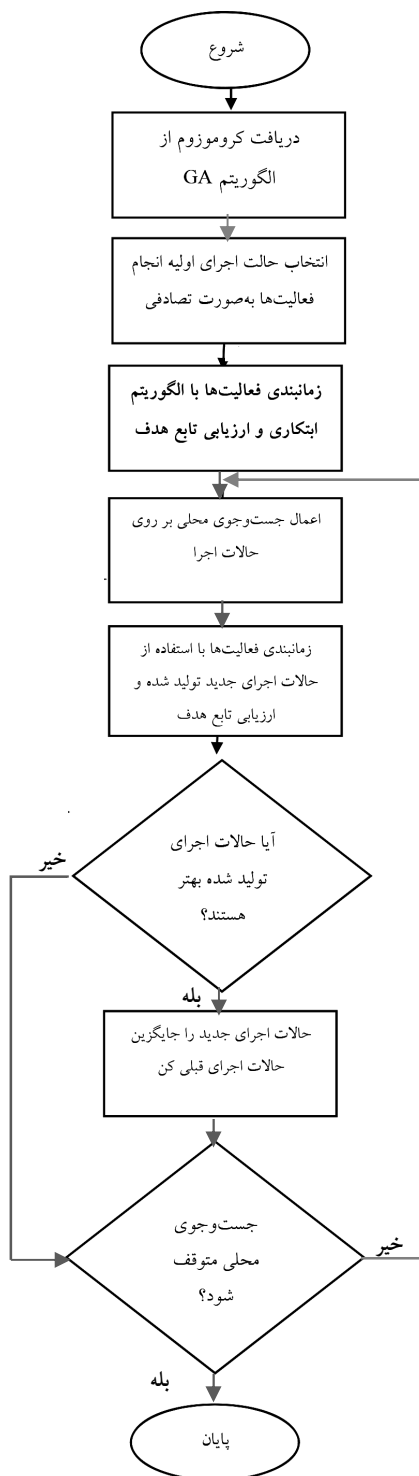 شروع
دریافت کروموزوم از
الگوریتم GA
انتخاب حالت اجرای اولیه انجام
فعالیت‌ها به‌صورت تصادفی
زمانبندی فعالیت‌ها با الگوریتم
ابتکاری و ارزیابی تابع هدف
اعمال جست‌وجوی محلی بر روی
حالات اجرا
زمانبندی فعالیت‌ها با استفاده از
حالات اجرای جدید تولید شده و
ارزیابی تابع هدف
آیا حالات اجرای
تولید شده بهتر
هستند؟
خیر
بله
حالات اجرای جدید را جایگزین
حالات اجرای قبلی کن
جست‌وجوی
محلی متوقف
شود؟
خیر
بله
پایان